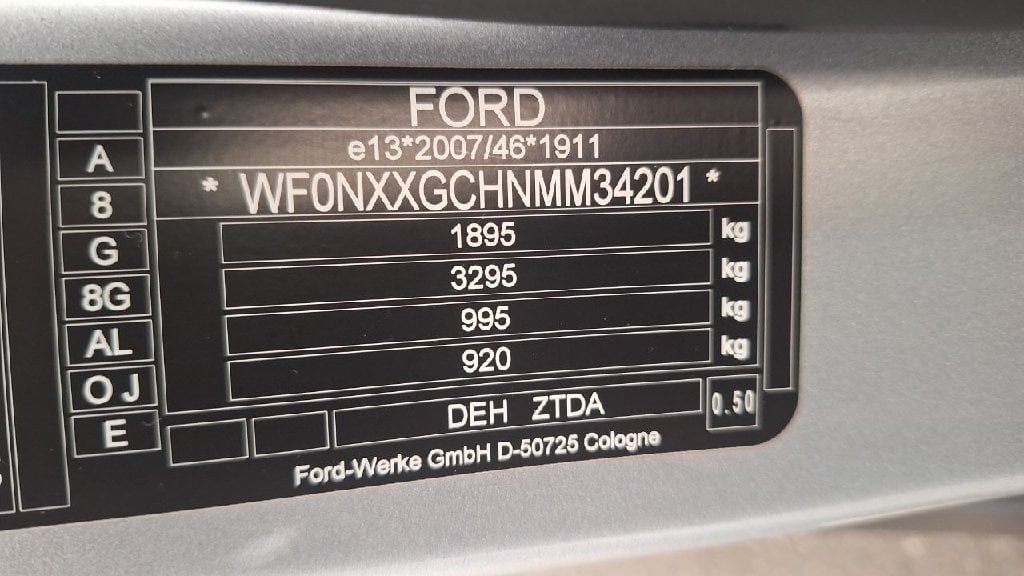 FORD
e13*2007/46*1911
* WF0NXXGCHNMM34201 *
1895 kg
3295 kg
995 kg
920 kg
A
8
G
8G
AL
OJ
E
DEH ZTDA
0.50
Ford-Werke GmbH D-50725 Cologne